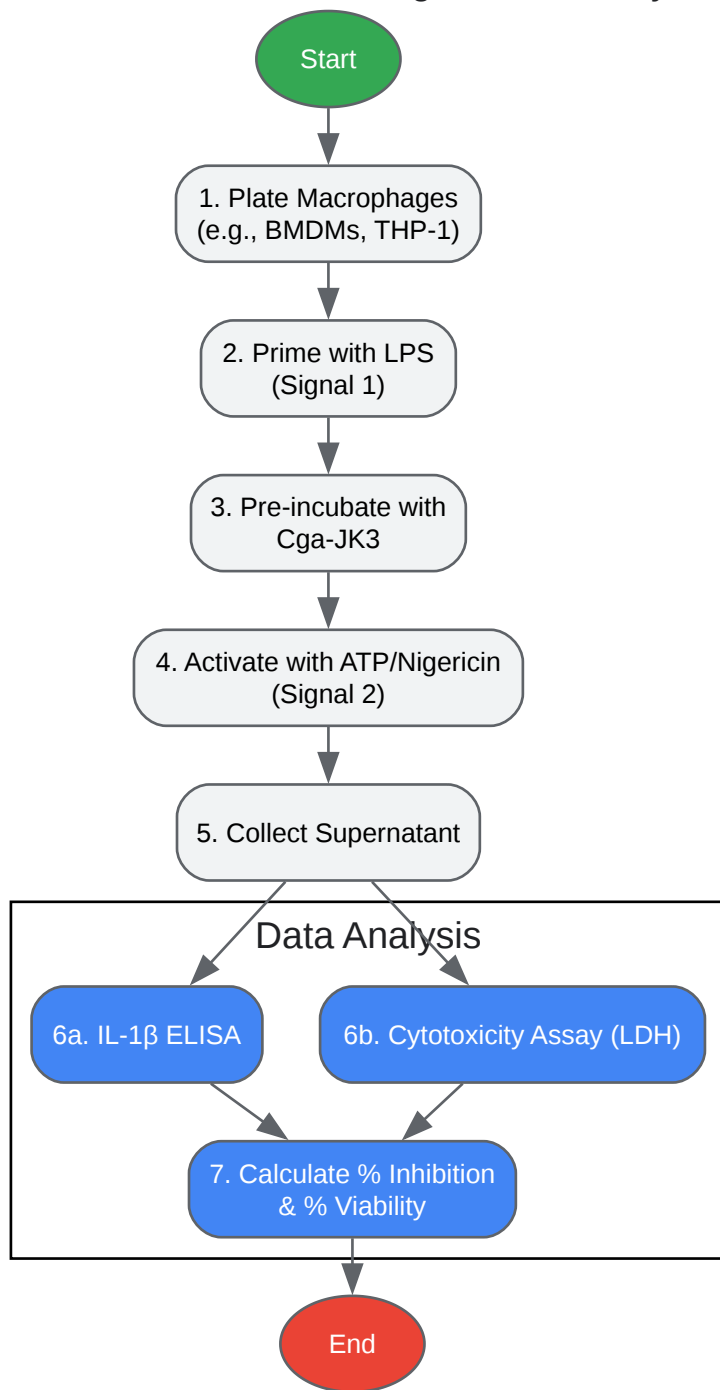 Start
1. Plate Macrophages
(e.g., BMDMs, THP-1)
2. Prime with LPS
(Signal 1)
3. Pre-incubate with
Cga-JK3
4. Activate with ATP/Nigericin
(Signal 2)
5. Collect Supernatant
Data Analysis
6a. IL-1β ELISA
6b. Cytotoxicity Assay (LDH)
7. Calculate % Inhibition
& % Viability
End